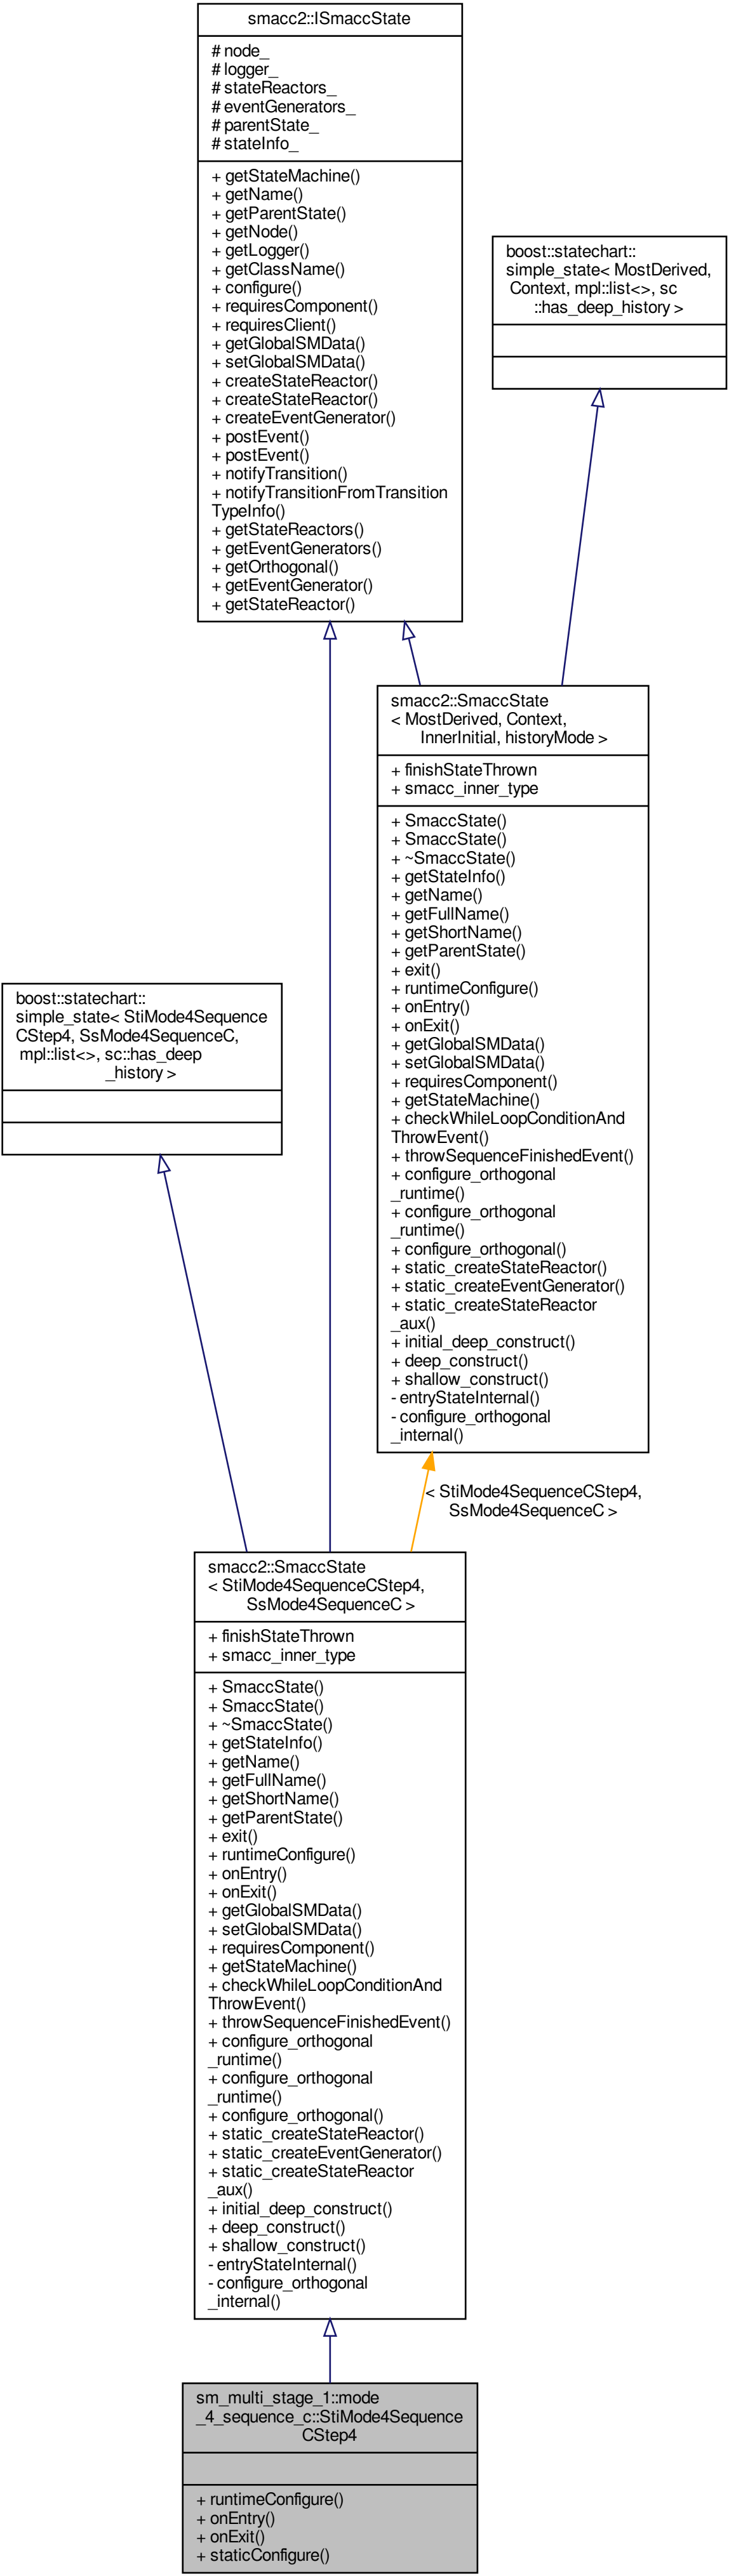 smacc2::ISmaccState
# node_
# logger_
# stateReactors_
# eventGenerators_
# parentState_
# stateInfo_
+ getStateMachine()
+ getName()
+ getParentState()
+ getNode()
+ getLogger()
+ getClassName()
+ configure()
+ requiresComponent()
+ requiresClient()
+ getGlobalSMData()
+ setGlobalSMData()
+ createStateReactor()
+ createStateReactor()
+ createEventGenerator()
+ postEvent()
+ postEvent()
+ notifyTransition()
+ notifyTransitionFromTransition
TypeInfo()
+ getStateReactors()
+ getEventGenerators()
+ getOrthogonal()
+ getEventGenerator()
+ getStateReactor()
boost::statechart::
simple_state< MostDerived,
Context, mpl::list<>, sc
::has_deep_history >
smacc2::SmaccState
< MostDerived, Context,
InnerInitial, historyMode >
+ finishStateThrown
+ smacc_inner_type
+ SmaccState()
+ SmaccState()
+ ~SmaccState()
+ getStateInfo()
+ getName()
+ getFullName()
+ getShortName()
+ getParentState()
+ exit()
+ runtimeConfigure()
+ onEntry()
+ onExit()
+ getGlobalSMData()
+ setGlobalSMData()
+ requiresComponent()
+ getStateMachine()
+ checkWhileLoopConditionAnd
ThrowEvent()
+ throwSequenceFinishedEvent()
+ configure_orthogonal
_runtime()
+ configure_orthogonal
_runtime()
+ configure_orthogonal()
+ static_createStateReactor()
+ static_createEventGenerator()
+ static_createStateReactor
_aux()
+ initial_deep_construct()
+ deep_construct()
+ shallow_construct()
- entryStateInternal()
- configure_orthogonal
_internal()
boost::statechart::
simple_state< StiMode4Sequence
CStep4, SsMode4SequenceC,
mpl::list<>, sc::has_deep
_history >
< StiMode4SequenceCStep4,
SsMode4SequenceC >
smacc2::SmaccState
< StiMode4SequenceCStep4,
SsMode4SequenceC >
+ finishStateThrown
+ smacc_inner_type
+ SmaccState()
+ SmaccState()
+ ~SmaccState()
+ getStateInfo()
+ getName()
+ getFullName()
+ getShortName()
+ getParentState()
+ exit()
+ runtimeConfigure()
+ onEntry()
+ onExit()
+ getGlobalSMData()
+ setGlobalSMData()
+ requiresComponent()
+ getStateMachine()
+ checkWhileLoopConditionAnd
ThrowEvent()
+ throwSequenceFinishedEvent()
+ configure_orthogonal
_runtime()
+ configure_orthogonal
_runtime()
+ configure_orthogonal()
+ static_createStateReactor()
+ static_createEventGenerator()
+ static_createStateReactor
_aux()
+ initial_deep_construct()
+ deep_construct()
+ shallow_construct()
- entryStateInternal()
- configure_orthogonal
_internal()
sm_multi_stage_1::mode
_4_sequence_c::StiMode4Sequence
CStep4
+ runtimeConfigure()
+ onEntry()
+ onExit()
+ staticConfigure()